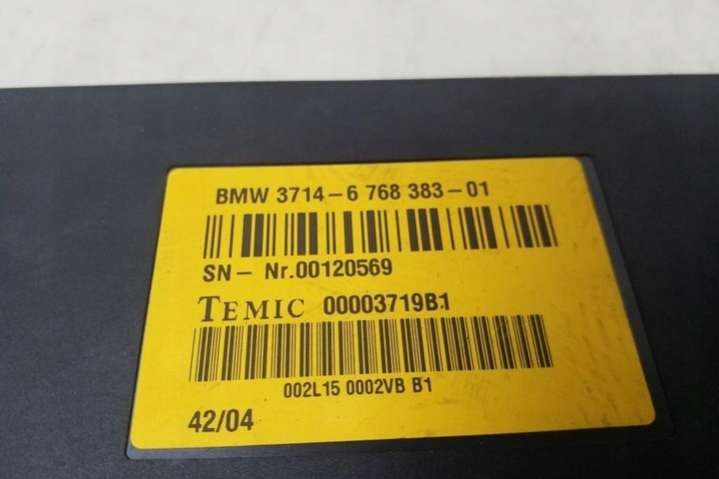 BMW 3714-6 768 383-01
SN- Nr.00120569
TEMIC 00003719B1
002L15 0002VB B1
42/04